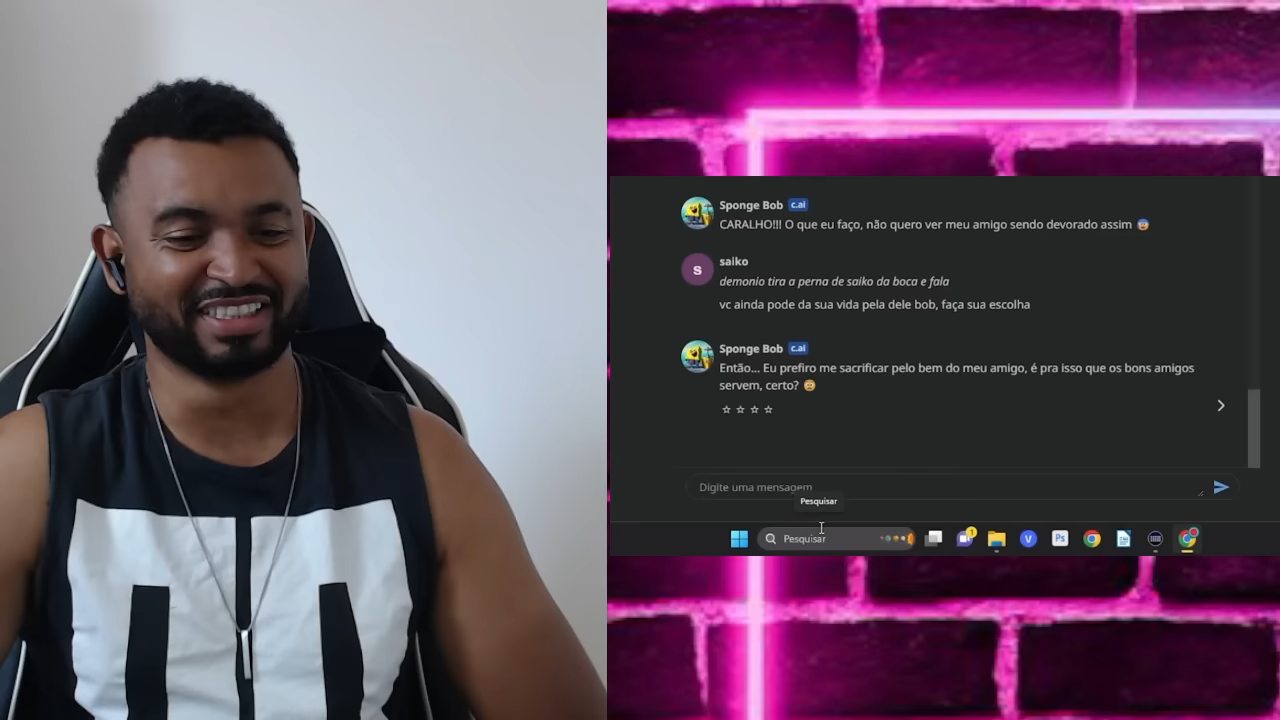 Sponge Bob c.ai
CARALHO!!! O que eu faço, não quero ver meu amigo sendo devorado assim 😨
S
saiko
demonio tira a perna de saiko da boca e fala
vc ainda pode da sua vida pela dele bob, faça sua escolha
Sponge Bob c.ai
Então... Eu prefiro me sacrificar pelo bem do meu amigo, é pra isso que os bons amigos
servem, certo? 😳
Digite uma mensagem
Pesquisar
Pesquisar
1
V
Ps